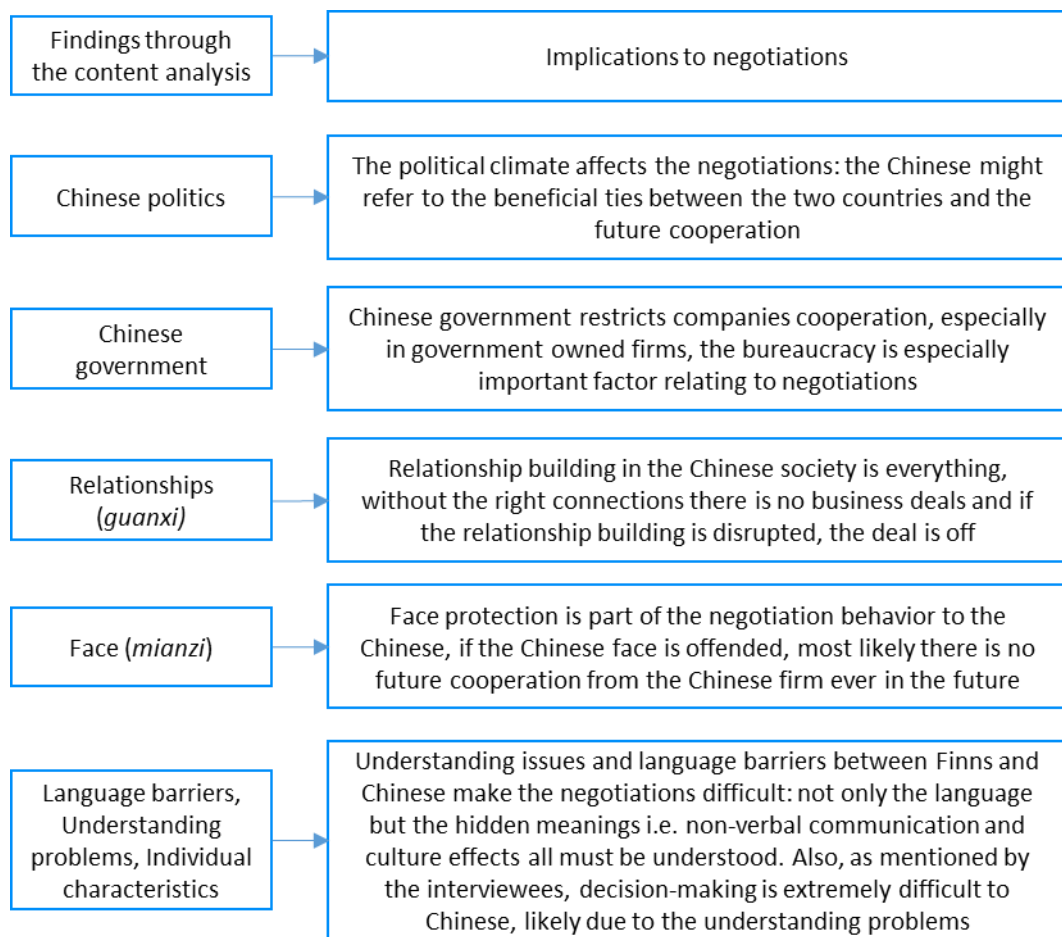 Findings through
the content analysis
Implications to negotiations
Chinese politics
The political climate affects the negotiations: the Chinese might
refer to the beneficial ties between the two countries and the
future cooperation
Chinese
government
Chinese government restricts companies cooperation, especially
in government owned firms, the bureaucracy is especially
important factor relating to negotiations
Relationships
(guanxi)
Relationship building in the Chinese society is everything,
without the right connections there is no business deals and if
the relationship building is disrupted, the deal is off
Face (mianzi)
Face protection is part of the negotiation behavior to the
Chinese, if the Chinese face is offended, most likely there is no
future cooperation from the Chinese firm ever in the future
Language barriers,
Understanding
problems, Individual
characteristics
Understanding issues and language barriers between Finns and
Chinese make the negotiations difficult: not only the language
but the hidden meanings i.e. non-verbal communication and
culture effects all must be understood. Also, as mentioned by
the interviewees, decision-making is extremely difficult to
Chinese, likely due to the understanding problems